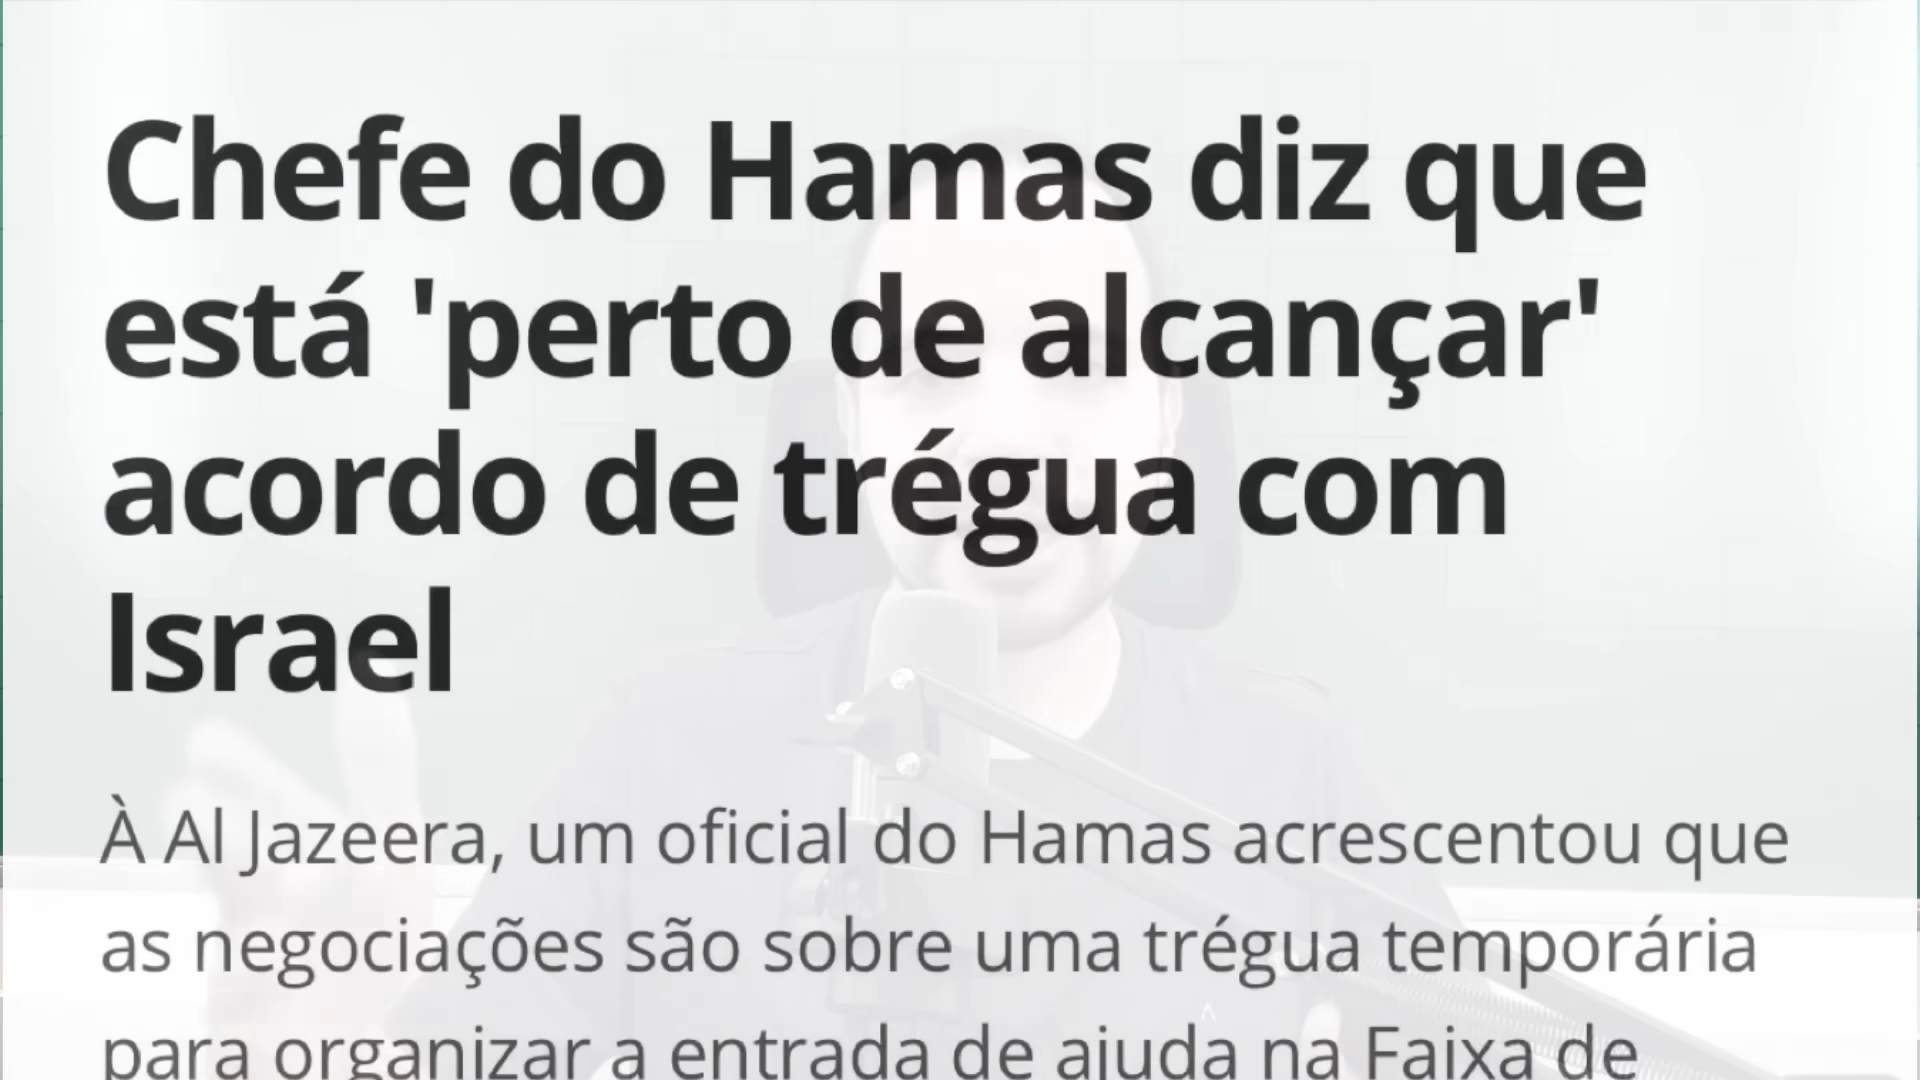 Chefe do Hamas diz que
está 'perto de alcançar'
acordo de trégua com
Israel
À Al Jazeera, um oficial do Hamas acrescentou que
as negociações são sobre uma trégua temporária
para organizar a entrada de ajuda na Faixa de